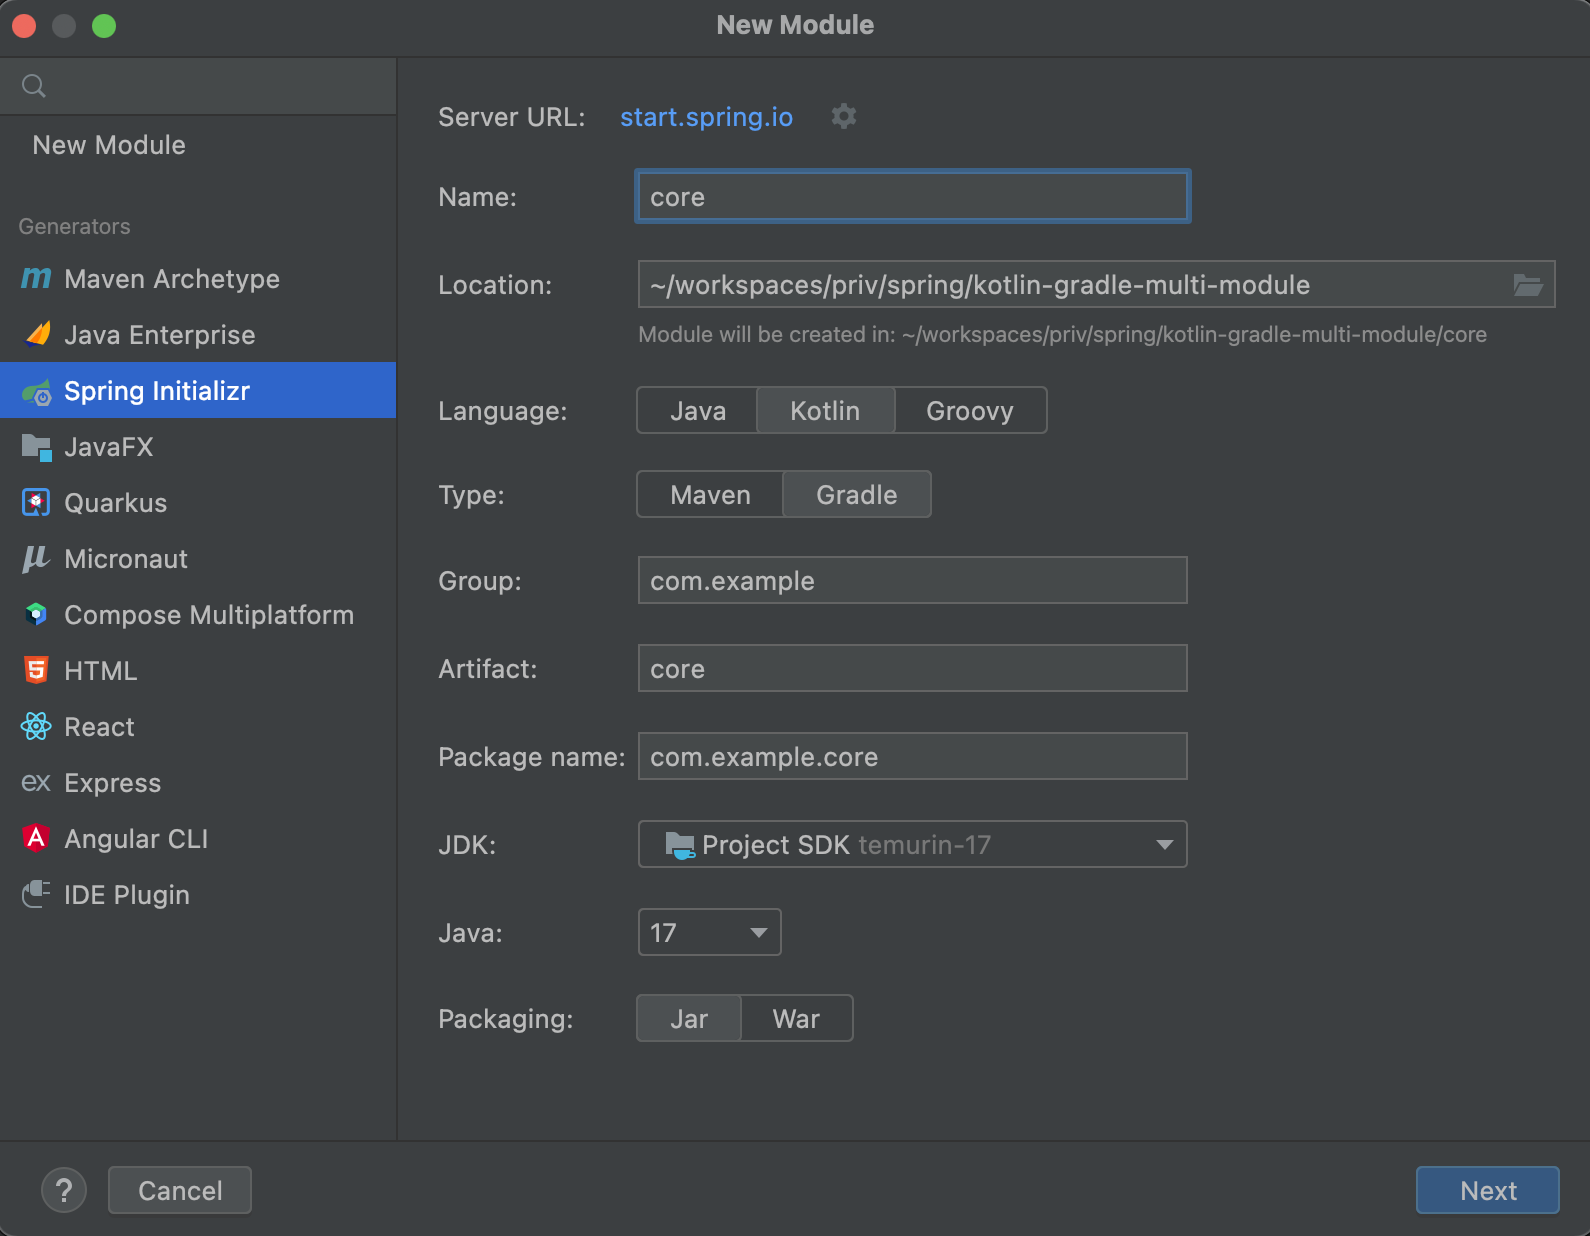 New Module
New Module
Generators
Maven Archetype
Java Enterprise
Spring Initializr
JavaFX
Quarkus
Micronaut
Compose Multiplatform
HTML
React
Express
Angular CLI
IDE Plugin
Server URL: start.spring.io
Name: core
Location: ~/workspaces/priv/spring/kotlin-gradle-multi-module
Module will be created in: ~/workspaces/priv/spring/kotlin-gradle-multi-module/core
Language: Java Kotlin Groovy
Type: Maven Gradle
Group: com.example
Artifact: core
Package name: com.example.core
JDK: Project SDK temurin-17
Java: 17
Packaging: Jar War
? Cancel Next